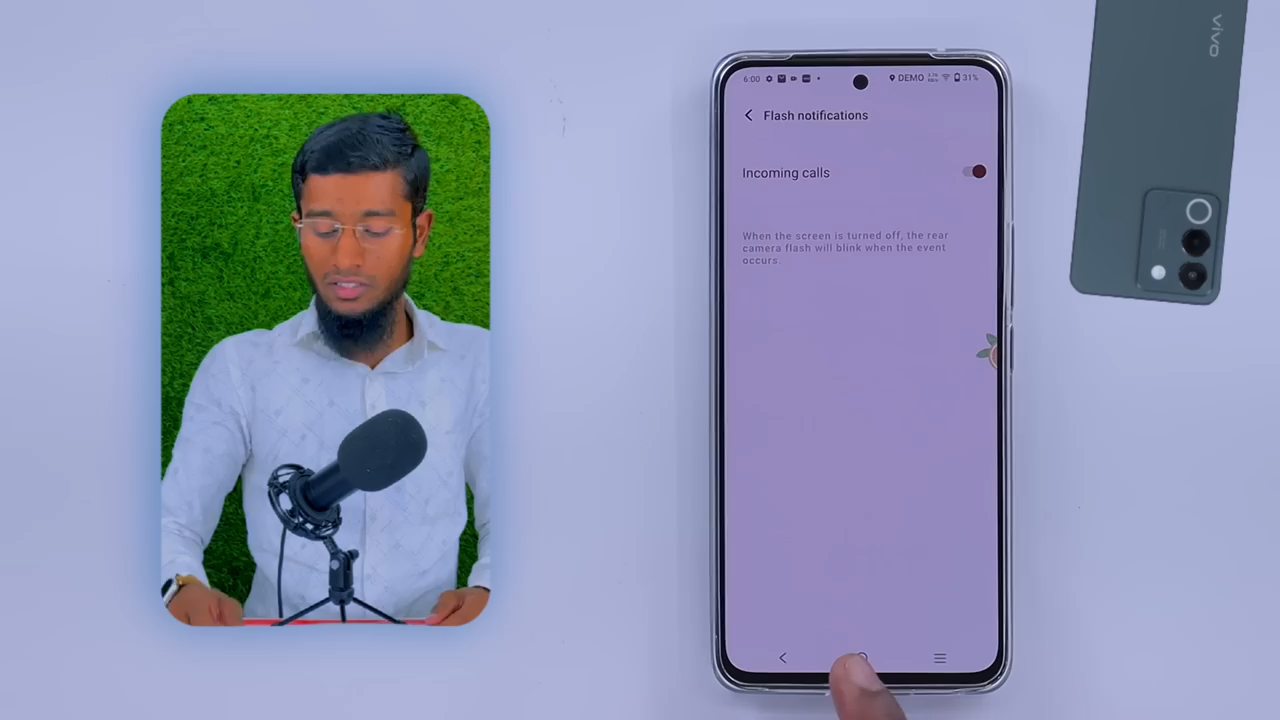 vivo
6:00
DEMO
31%
Flash notifications
Incoming calls
When the screen is turned off, the rear
camera flash will blink when the event
occurs.